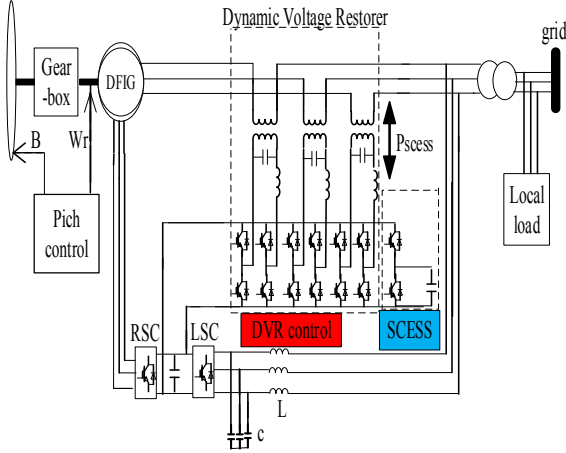 Dynamic Voltage Restorer
grid
Gear
-box
DFIG
B
Wr
Pscess
Pich
control
Local
load
DVR control
SCESS
RSC
LSC
L
c